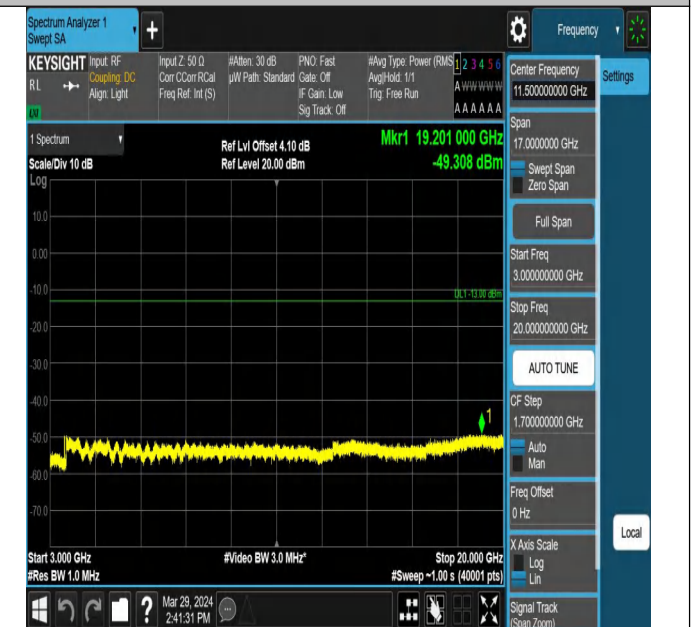 Spectrum Analyzer 1
Swept SA
+
Frequency
KEYSIGHT
RL
Input: RF
Coupling: DC
Align: Light
Input Z: 50 Ω
Corr CCorr RCal
Freq Ref: Int (S)
#Atten: 30 dB
µW Path: Standard
PNO: Fast
Gate: Off
IF Gain: Low
Sig Track: Off
#Avg Type: Power (RMS
Avg|Hold: 1/1
Trig: Free Run
1 2 3 4 5 6
A W W W W W
A A A A A A
1 Spectrum
Scale/Div 10 dB
Log
Ref Lvl Offset 4.10 dB
Ref Level 20.00 dBm
Mkr1 19.201 000 GHz
-49.308 dBm
10.0
0.00
-10.0
DL1 -13.00 dBm
-20.0
-30.0
-40.0
1
-50.0
-60.0
-70.0
Start 3.000 GHz
#Res BW 1.0 MHz
#Video BW 3.0 MHz*
Stop 20.000 GHz
#Sweep ~1.00 s (40001 pts)
Mar 29, 2024
2:41:31 PM
?
Center Frequency
11.500000000 GHz
Settings
Span
17.0000000 GHz
Swept Span
Zero Span
Full Span
Start Freq
3.000000000 GHz
Stop Freq
20.000000000 GHz
AUTO TUNE
CF Step
1.700000000 GHz
Auto
Man
Freq Offset
0 Hz
Local
X Axis Scale
Log
Lin
Signal Track
(Span Zoom)